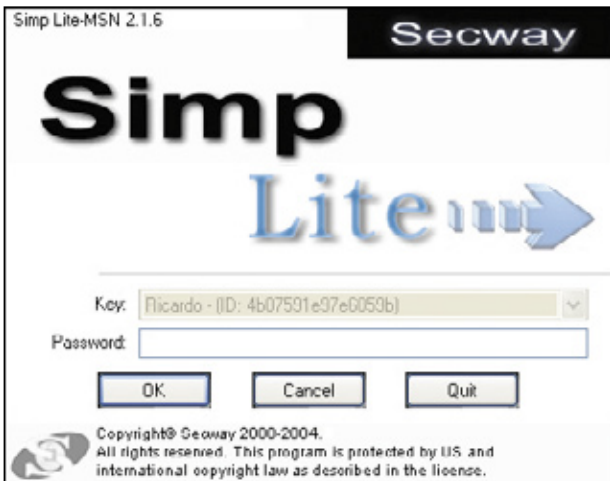 Simp Lite-MSN 2.1.6
Secway
Simp
Lite
Key: Ricardo - (ID: 4b07591e97e6059b)
Password:
OK Cancel Quit
Copyright® Secway 2000-2004.
All rights reserved. This program is protected by US and
international copyright law as described in the license.